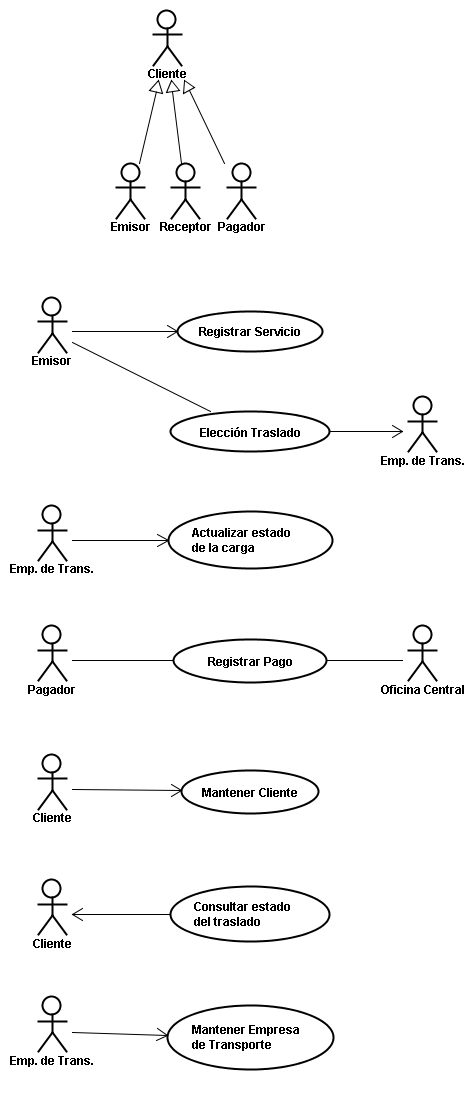 Cliente
Emisor Receptor Pagador
Registrar Servicio
Emisor
Elección Traslado
Emp. de Trans.
Actualizar estado
de la carga
Emp. de Trans.
Registrar Pago
Pagador
Oficina Central
Mantener Cliente
Cliente
Consultar estado
del traslado
Cliente
Mantener Empresa
de Transporte
Emp. de Trans.